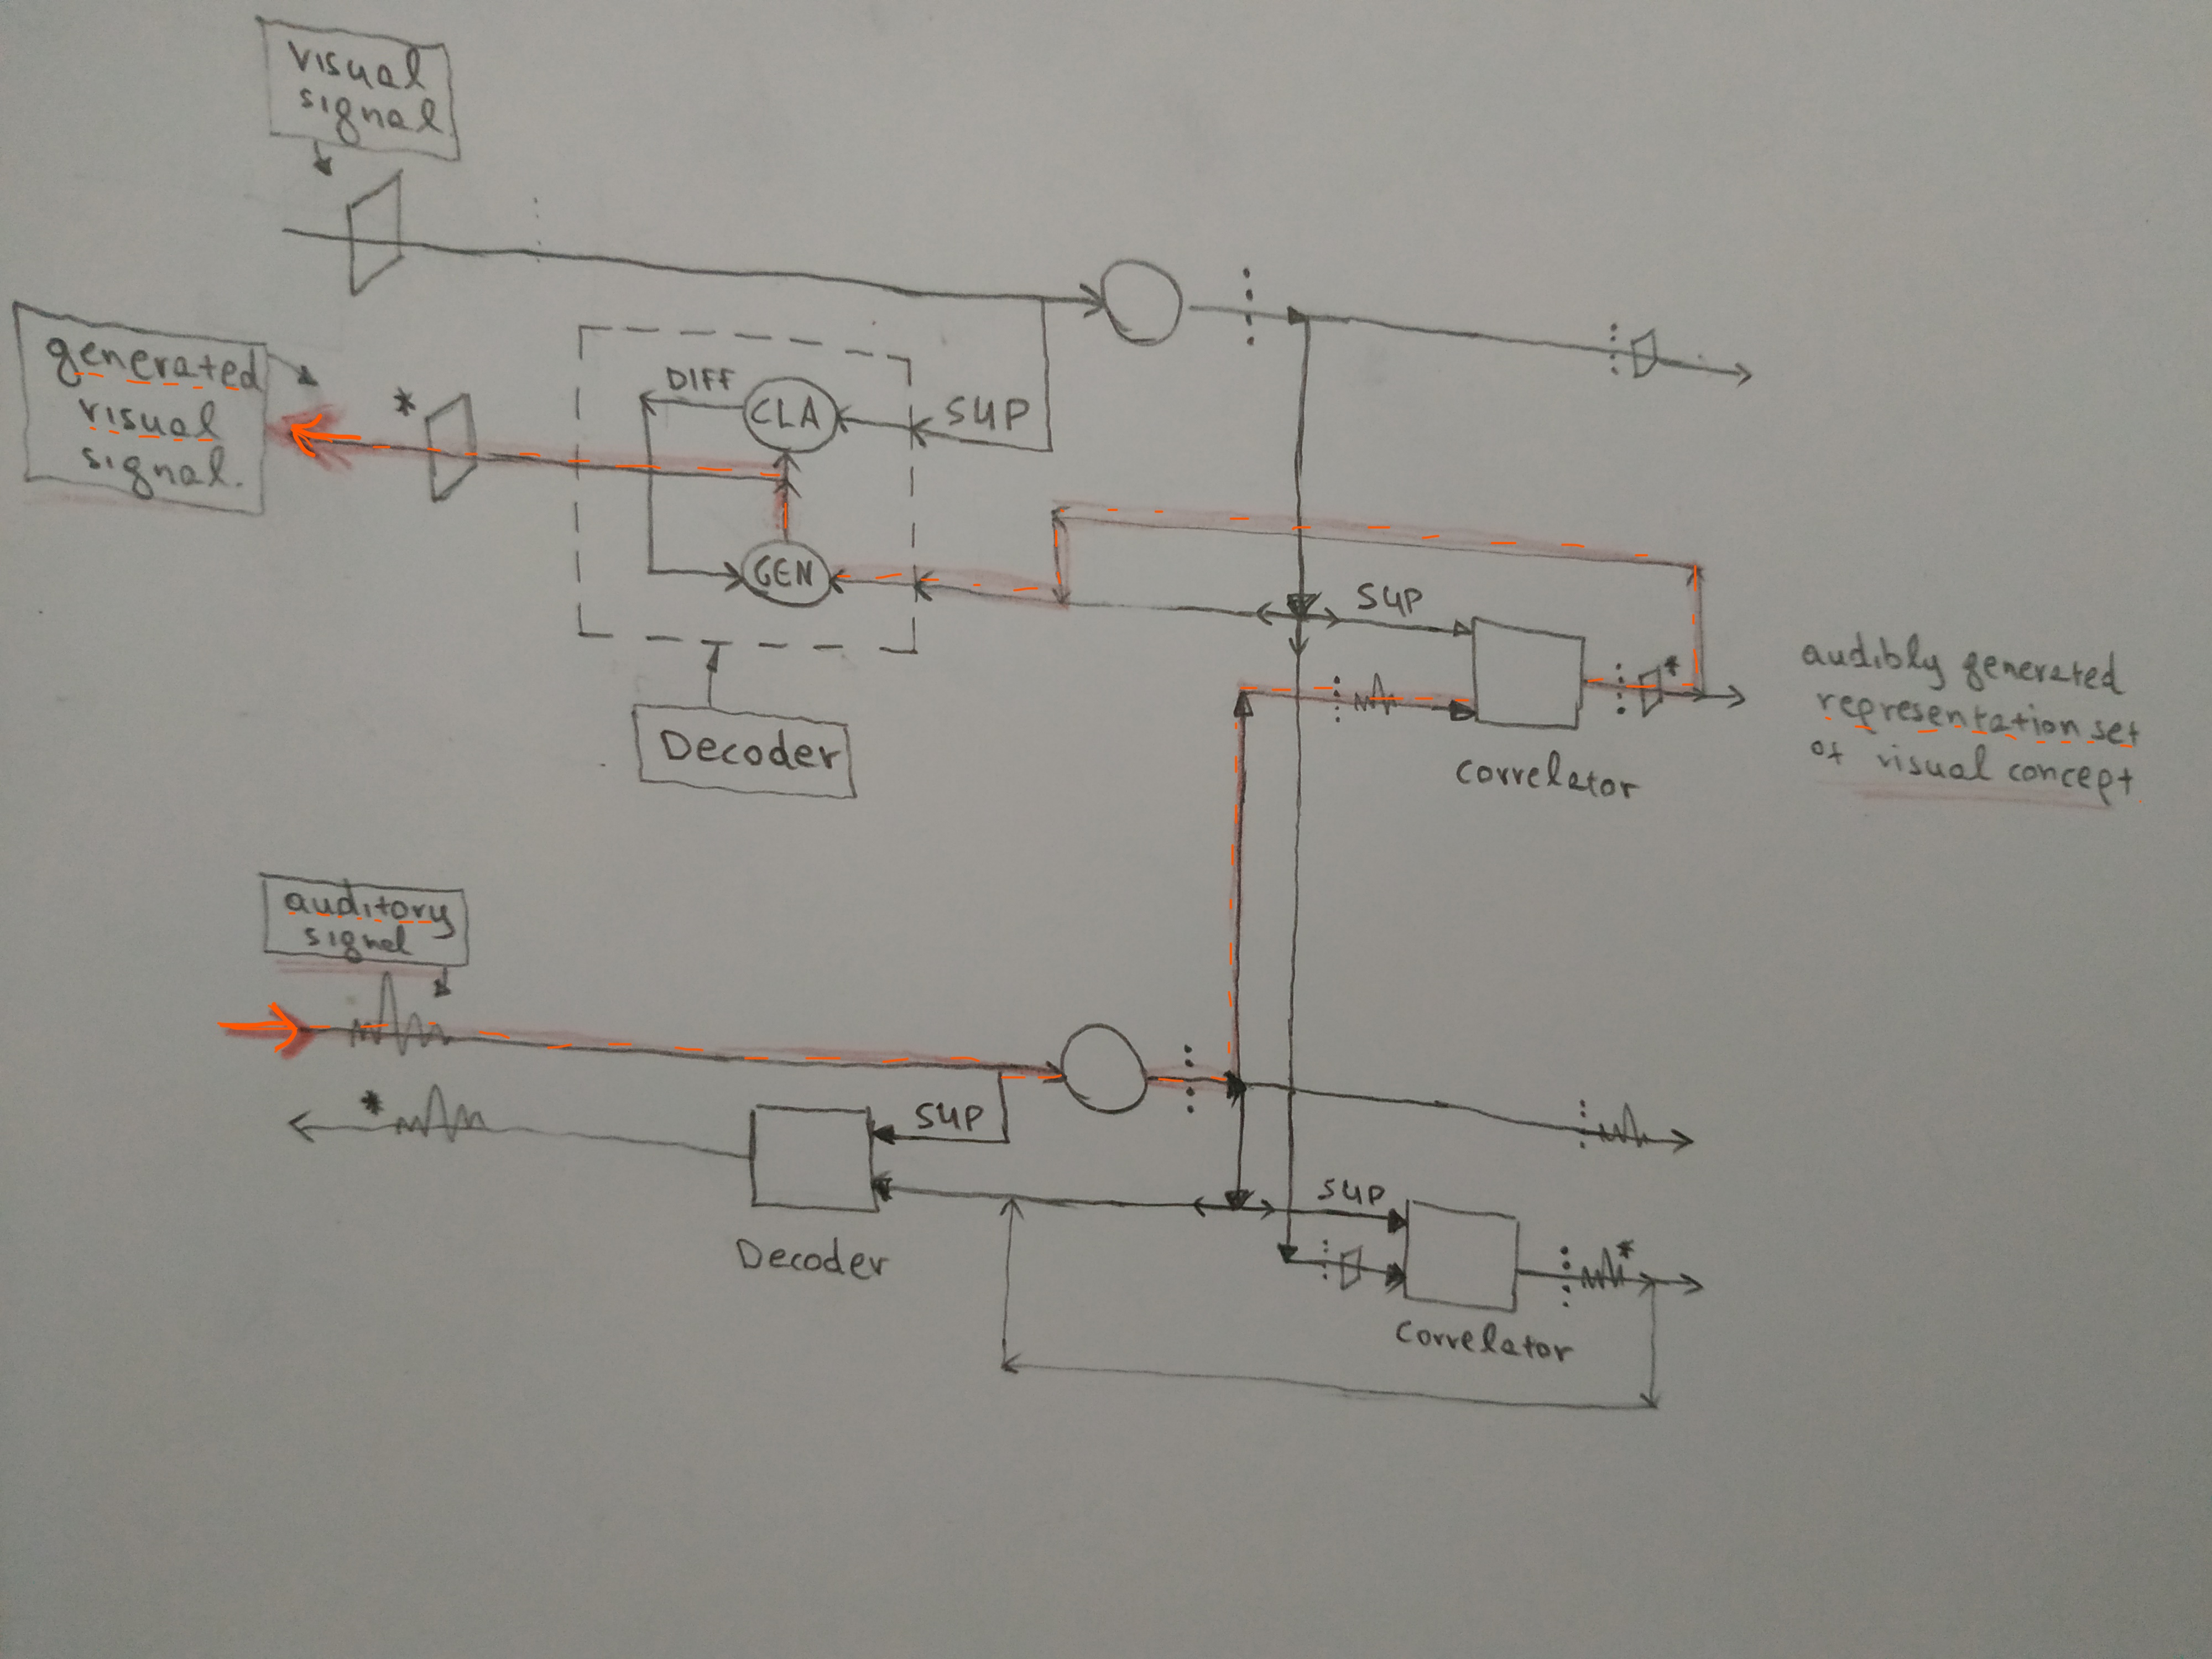 visual
signal
generated
visual
signal.
*
DIFF
CLA
SUP
GEN
SUP
*
Decoder
correlator
audibly generated
representation set
of visual concept
auditory
signal
*
SUP
Decoder
SUP
*
correlator